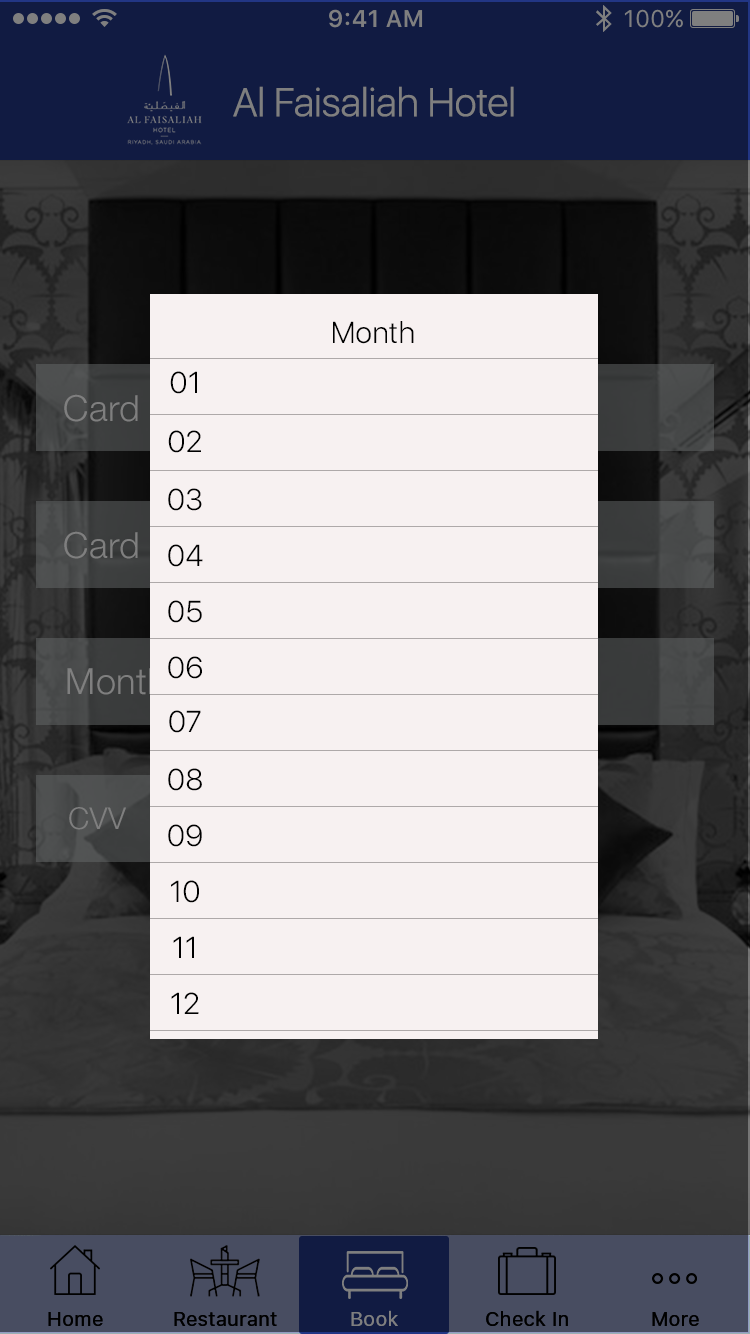 9:41 AM
100%
الفيصلية
AL FAISALIAH
HOTEL
RIYADH, SAUDI ARABIA
Al Faisaliah Hotel
Month
01
02
03
04
05
06
07
08
09
10
11
12
Card
Card
Mont
CVV
Home
Restaurant
Book
Check In
More